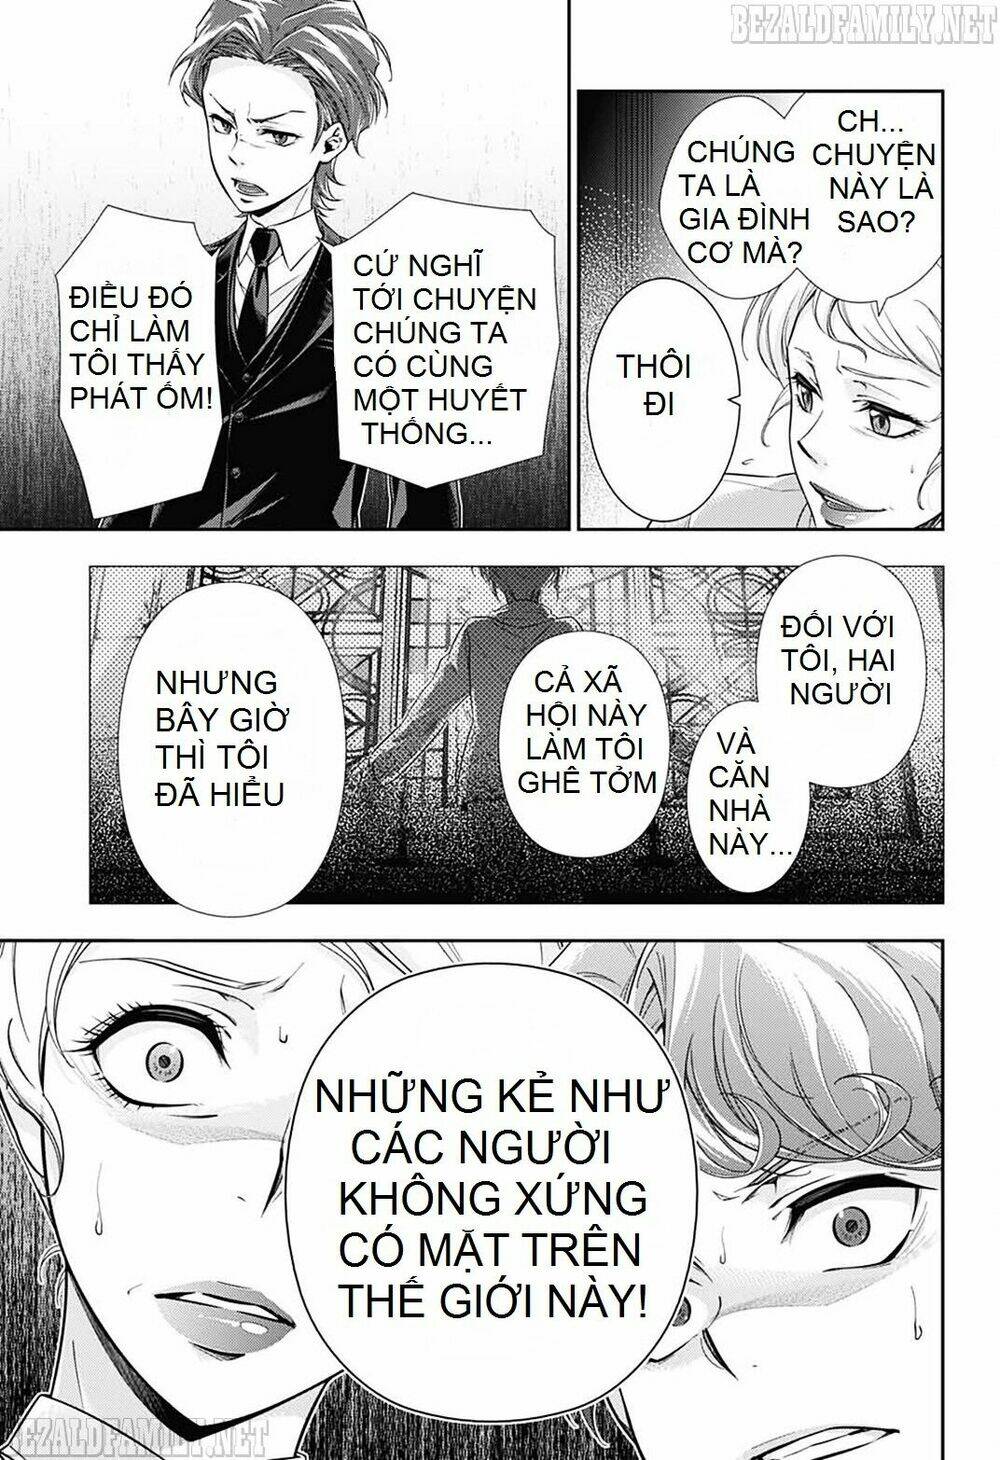 BEZALDFAMILY.NET
CH...
CHUYỆN
NÀY LÀ
SAO?
CHÚNG
TA LÀ
GIA ĐÌNH
CƠ MÀ?
THÔI
ĐI
CỨ NGHĨ
TỚI CHUYỆN
CHÚNG TA
CÓ CÙNG
MỘT HUYẾT
THỐNG...
ĐIỀU ĐÓ
CHỈ LÀM
TÔI THẤY
PHÁT ỐM!
ĐỐI VỚI
TÔI, HAI
NGƯỜI
VÀ
CĂN
NHÀ
NÀY...
CẢ XÃ
HỘI NÀY
LÀM TÔI
GHÊ TỞM
NHƯNG
BÂY GIỜ
THÌ TÔI
ĐÃ HIỂU
NHỮNG KẺ NHƯ
CÁC NGƯỜI
KHÔNG XỨNG
CÓ MẶT TRÊN
THẾ GIỚI NÀY!
BEZALDFAMILY.NET